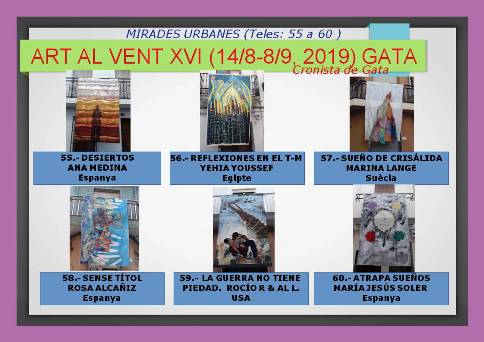 MIRADES URBANES (Teles: 55 a 60 )
ART AL VENT XVI (14/8-8/9, 2019) GATA
Cronista de Gata
55.- DESIERTOS
ANA MEDINA
Espanya
56.- REFLEXIONES EN EL T-M
YEHIA YOUSSEF
Egipte
57.- SUEÑO DE CRISÁLIDA
MARINA LANGE
Suècia
58.- SENSE TÍTOL
ROSA ALCAÑIZ
Espanya
59.- LA GUERRA NO TIENE
PIEDAD. ROCÍO R & AL L.
USA
60.- ATRAPA SUEÑOS
MARÍA JESÚS SOLER
Espanya